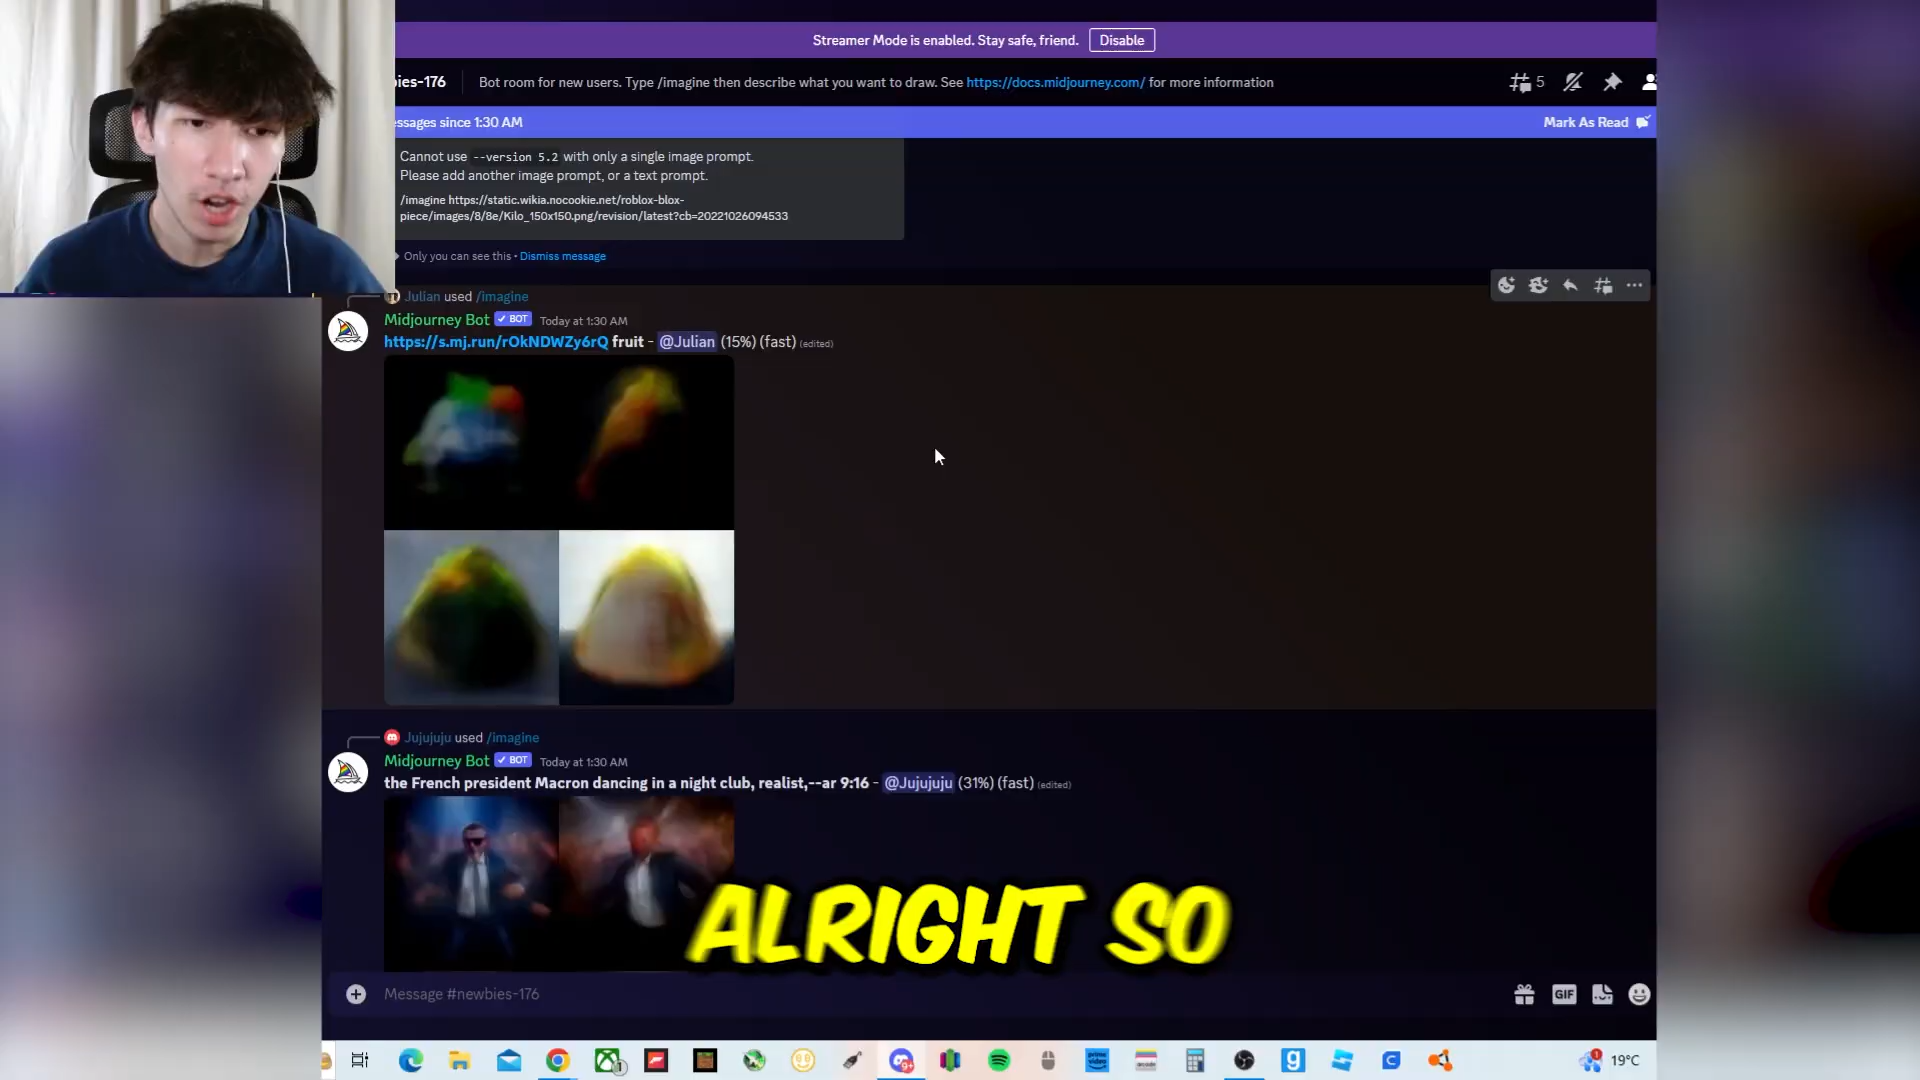 Streamer Mode is enabled. Stay safe, friend. Disable
bies-176 Bot room for new users. Type /imagine then describe what you want to draw. See https://docs.midjourney.com/ for more information 5
essages since 1:30 AM Mark As Read
Cannot use --version 5.2 with only a single image prompt.
Please add another image prompt, or a text prompt.
/imagine https://static.wikia.nocookie.net/roblox-blox-
piece/images/8/8e/Kilo_150x150.png/revision/latest?cb=20221026094533
Only you can see this • Dismiss message
Julian used /imagine
Midjourney Bot ✓ BOT Today at 1:30 AM
https://s.mj.run/rOkNDWZy6rQ fruit - @Julian (15%) (fast) (edited)
Jujujuju used /imagine
Midjourney Bot ✓ BOT Today at 1:30 AM
the French president Macron dancing in a night club, realist,--ar 9:16 - @Jujujuju (31%) (fast) (edited)
ALRIGHT SO
Message #newbies-176 GIF
1 9+ prime video g C 1 19°C